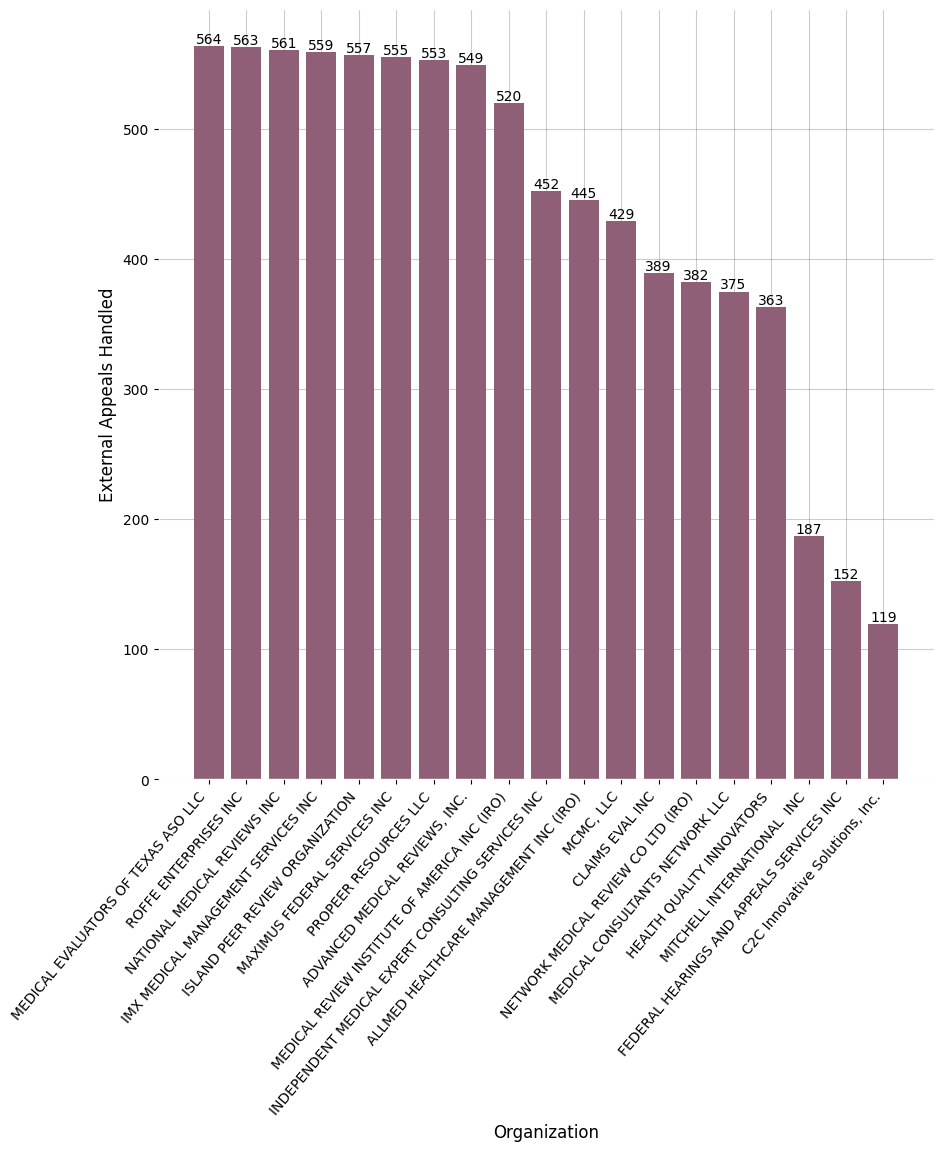 564
563
561
559
557
555
553
549
520
452
445
429
389
382
375
363
187
152
119
500
400
300
200
100
0
External Appeals Handled
MEDICAL EVALUATORS OF TEXAS ASO LLC
ROFFE ENTERPRISES INC
NATIONAL MEDICAL REVIEWS INC
IMX MEDICAL MANAGEMENT SERVICES INC
ISLAND PEER REVIEW ORGANIZATION
MAXIMUS FEDERAL SERVICES INC
PROPEER RESOURCES LLC
ADVANCED MEDICAL REVIEWS, INC.
MEDICAL REVIEW INSTITUTE OF AMERICA INC (IRO)
INDEPENDENT MEDICAL EXPERT CONSULTING SERVICES INC
ALLMED HEALTHCARE MANAGEMENT INC (IRO)
MCMC, LLC
CLAIMS EVAL INC
NETWORK MEDICAL REVIEW CO LTD (IRO)
MEDICAL CONSULTANTS NETWORK LLC
HEALTH QUALITY INNOVATORS
MITCHELL INTERNATIONAL  INC
FEDERAL HEARINGS AND APPEALS SERVICES INC
C2C Innovative Solutions, Inc.
Organization